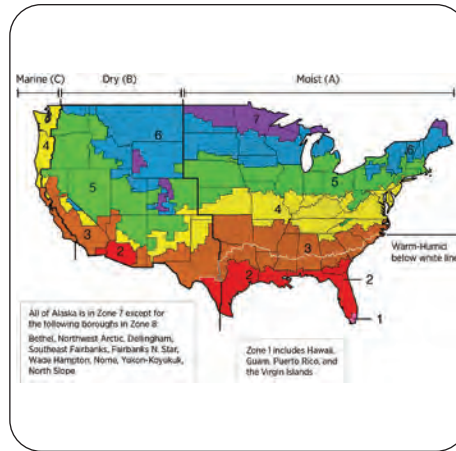 Marine (C)
Dry (B)
Moist (A)
7
6
6
4
5
5
4
3
3
2
2
Warm-Humid
below white line
2
1
All of Alaska is in Zone 7 except for
the following boroughs in Zone 8:
Bethel, Northwest Arctic, Dellingham,
Southeast Fairbanks, Fairbanks N. Star,
Wade Hampton, Nome, Yukon-Koyukuk,
North Slope
Zone 1 includes Hawaii,
Guam, Puerto Rico, and
the Virgin Islands